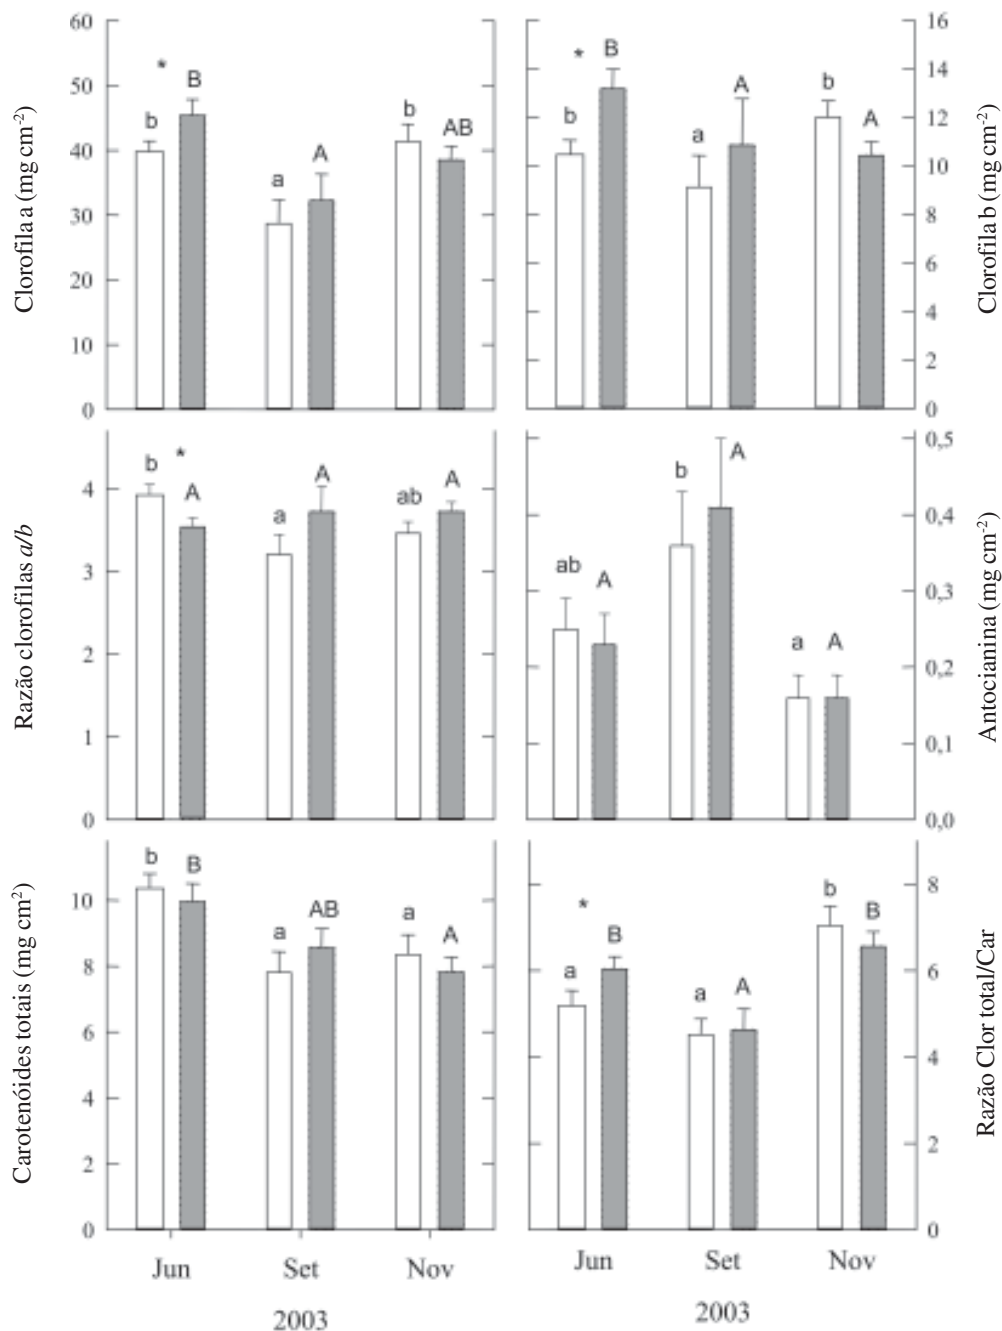 Clorofila a (mg cm-2)
60
50
40
30
20
10
0
*
b
B
a
A
b
AB
Clorofila b (mg cm-2)
16
14
12
10
8
6
4
2
0
*
b
B
a
A
b
A
Razão clorofilas a/b
4
3
2
1
0
b
*
A
a
A
ab
A
Antocianina (mg cm-2)
0,5
0,4
0,3
0,2
0,1
0,0
ab
A
b
A
a
A
Carotenóides totais (mg cm2)
10
8
6
4
2
0
b
B
a
AB
a
A
Jun Set Nov
2003
Razão Clor total/Car
8
6
4
2
0
*
a
B
a
A
b
B
Jun Set Nov
2003